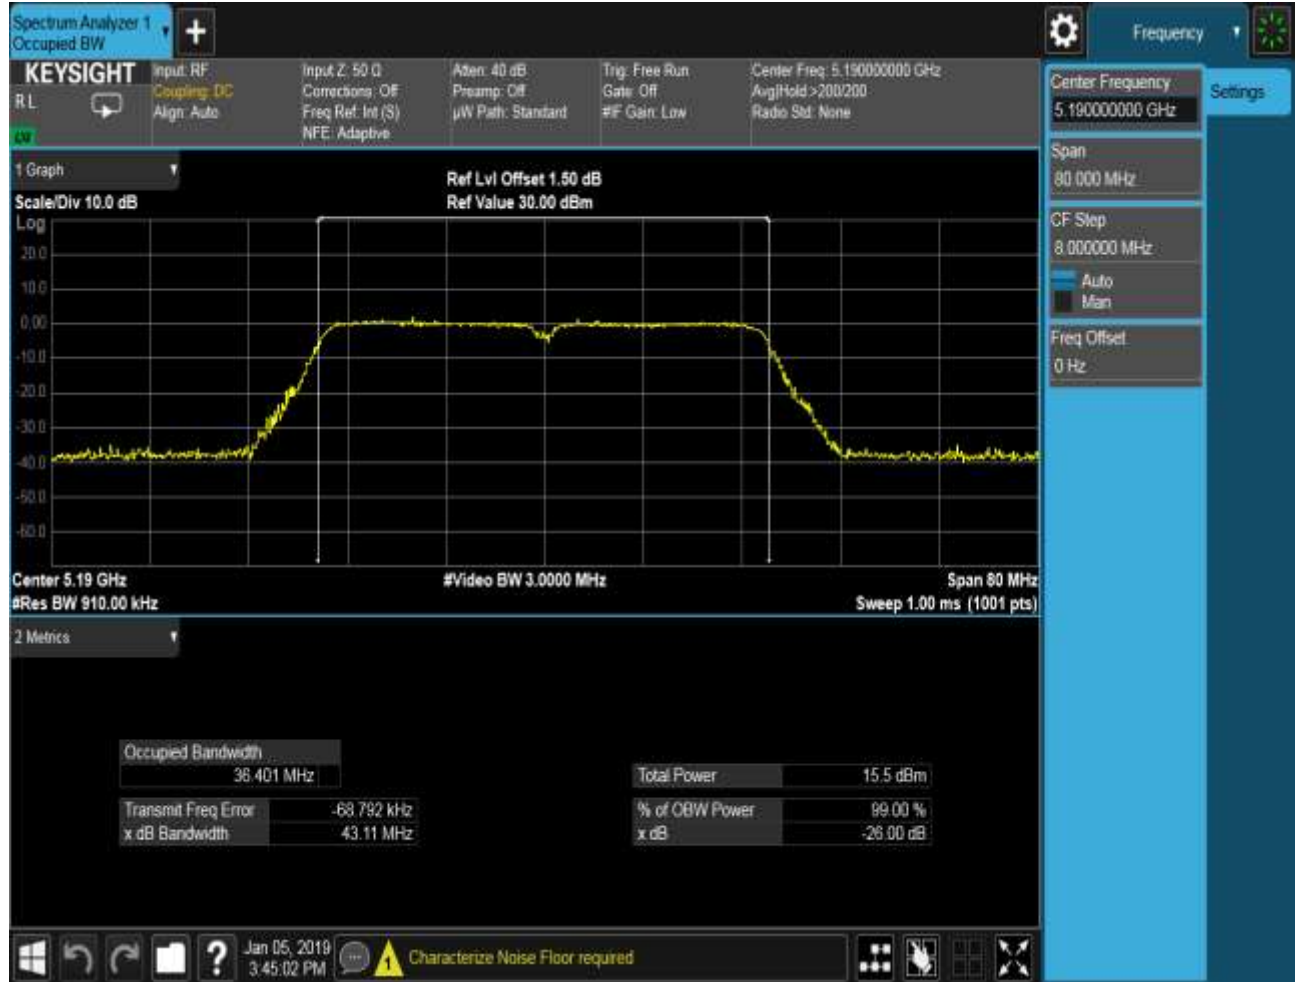 Spectrum Analyzer 1
Occupied BW
Frequency
KEYSIGHT
RL
Input: RF
Coupling: DC
Align: Auto
Input Z: 50 Ω
Corrections: Off
Freq Ref: Int (S)
NFE: Adaptive
Atten: 40 dB
Preamp: Off
µW Path: Standard
Trig: Free Run
Gate: Off
#IF Gain: Low
Center Freq: 5.190000000 GHz
Avg|Hold:>200/200
Radio Std: None
Center Frequency
5.190000000 GHz
Settings
Span
80.000 MHz
CF Step
8.000000 MHz
Auto
Man
Freq Offset
0 Hz
1 Graph
Scale/Div 10.0 dB
Ref Lvl Offset 1.50 dB
Ref Value 30.00 dBm
Log
20.0
10.0
0.00
-10.0
-20.0
-30.0
-40.0
-50.0
-60.0
Center 5.19 GHz
#Res BW 910.00 kHz
#Video BW 3.0000 MHz
Span 80 MHz
Sweep 1.00 ms (1001 pts)
2 Metrics
Occupied Bandwidth
36.401 MHz
Transmit Freq Error -68.792 kHz
x dB Bandwidth 43.11 MHz
Total Power 15.5 dBm
% of OBW Power 99.00 %
x dB -26.00 dB
?
Jan 05, 2019
3:45:02 PM
1
Characterize Noise Floor required